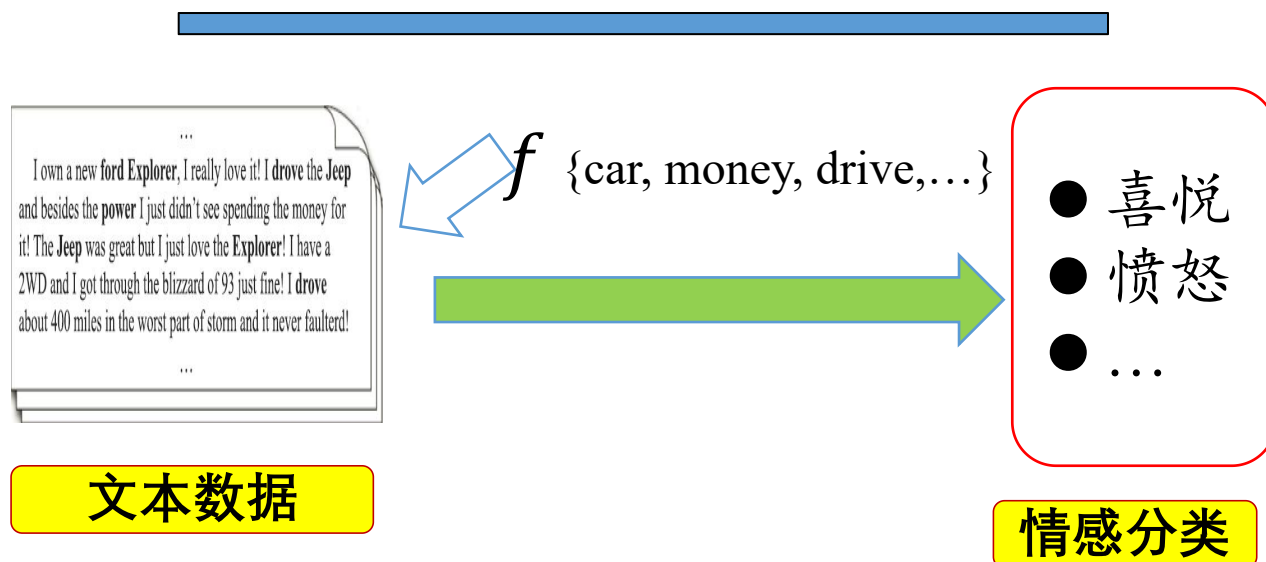 …
I own a new ford Explorer, I really love it! I drove the Jeep
and besides the power I just didn't see spending the money for
it! The Jeep was great but I just love the Explorer! I have a
2WD and I got through the blizzard of 93 just fine! I drove
about 400 miles in the worst part of storm and it never faulterd!
…
文本数据
f {car, money, drive,…}
● 喜悦
● 愤怒
● …
情感分类